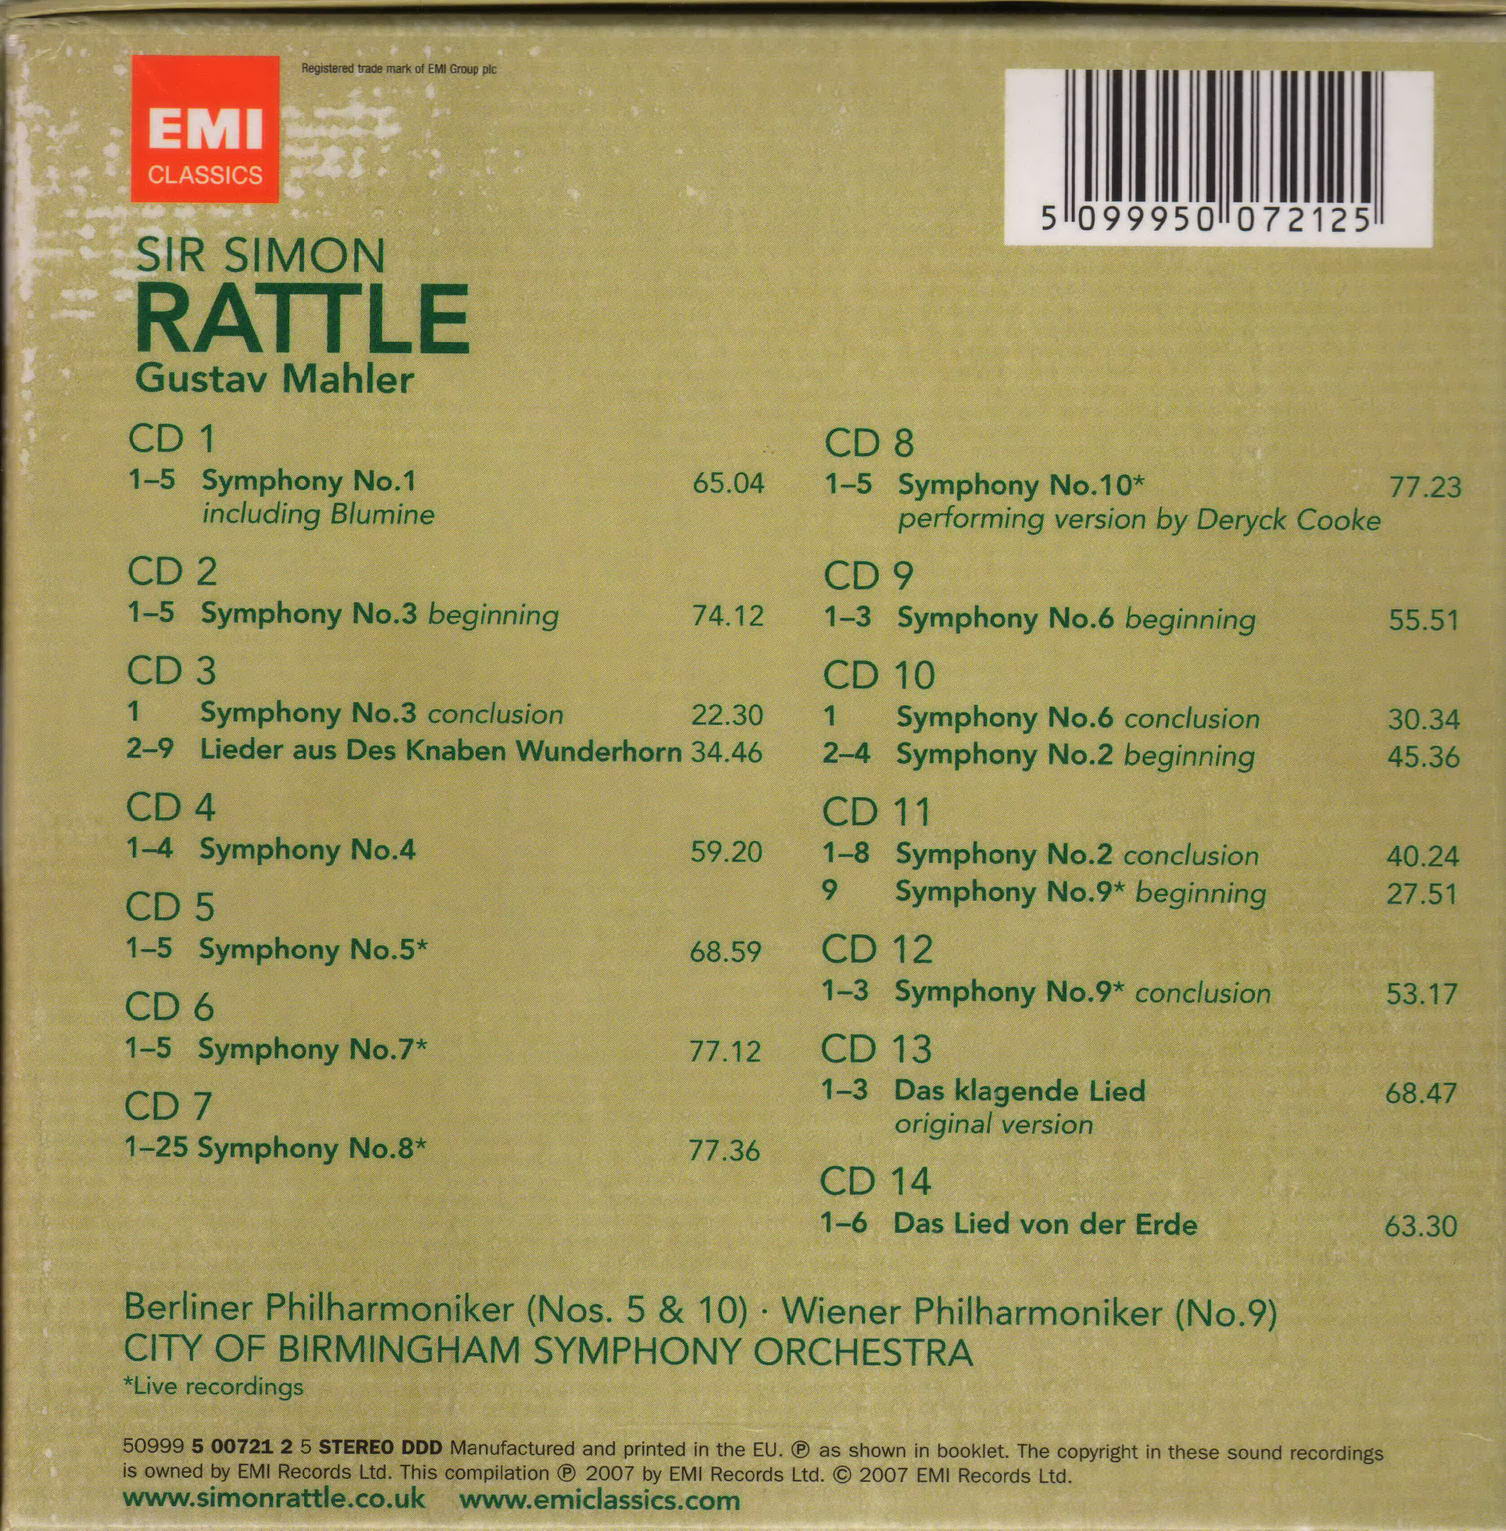 Registered trade mark of EMI Group plc
EMI
CLASSICS
5 099950 072125
SIR SIMON
RATTLE
Gustav Mahler
CD 1
1–5 Symphony No.1 65.04
including Blumine
CD 2
1–5 Symphony No.3 beginning 74.12
CD 3
1 Symphony No.3 conclusion 22.30
2–9 Lieder aus Des Knaben Wunderhorn 34.46
CD 4
1–4 Symphony No.4 59.20
CD 5
1–5 Symphony No.5* 68.59
CD 6
1–5 Symphony No.7* 77.12
CD 7
1–25 Symphony No.8* 77.36
CD 8
1–5 Symphony No.10* 77.23
performing version by Deryck Cooke
CD 9
1–3 Symphony No.6 beginning 55.51
CD 10
1 Symphony No.6 conclusion 30.34
2–4 Symphony No.2 beginning 45.36
CD 11
1–8 Symphony No.2 conclusion 40.24
9 Symphony No.9* beginning 27.51
CD 12
1–3 Symphony No.9* conclusion 53.17
CD 13
1–3 Das klagende Lied 68.47
original version
CD 14
1–6 Das Lied von der Erde 63.30
Berliner Philharmoniker (Nos. 5 & 10) · Wiener Philharmoniker (No.9)
CITY OF BIRMINGHAM SYMPHONY ORCHESTRA
*Live recordings
50999 5 00721 2 5 STEREO DDD Manufactured and printed in the EU. ℗ as shown in booklet. The copyright in these sound recordings
is owned by EMI Records Ltd. This compilation ℗ 2007 by EMI Records Ltd. © 2007 EMI Records Ltd.
www.simonrattle.co.uk www.emiclassics.com